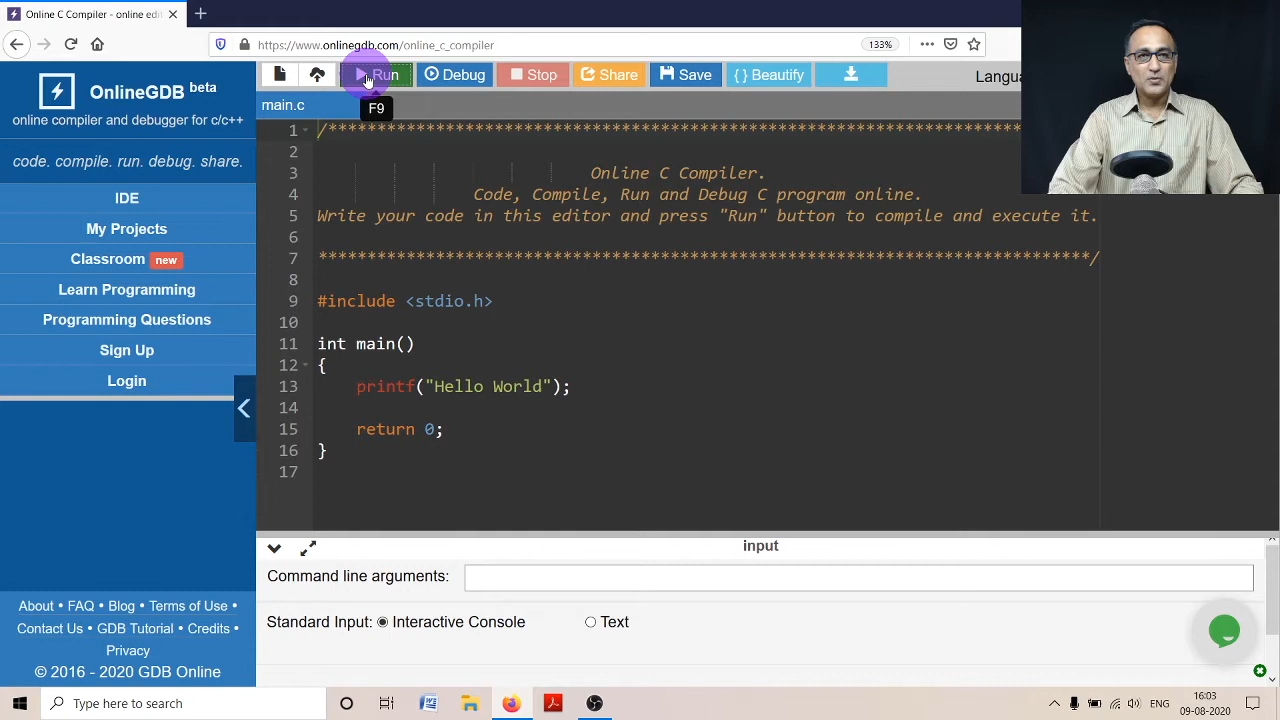 Online C Compiler - online edi
https://www.onlinegdb.com/online_c_compiler
133%
OnlineGDB beta
online compiler and debugger for c/c++
code. compile. run. debug. share.
IDE
My Projects
Classroom new
Learn Programming
Programming Questions
Sign Up
Login
About • FAQ • Blog • Terms of Use •
Contact Us • GDB Tutorial • Credits •
Privacy
© 2016 - 2020 GDB Online
Run
Debug
Stop
Share
Save
{ } Beautify
Langua
main.c
F9
1 /*******************************************************************************
2
3 Online C Compiler.
4 Code, Compile, Run and Debug C program online.
5 Write your code in this editor and press "Run" button to compile and execute it.
6
7 *******************************************************************************/
8
9 #include <stdio.h>
10
11 int main()
12 {
13 printf("Hello World");
14
15 return 0;
16 }
17
input
Command line arguments:
Standard Input: Interactive Console Text
Type here to search
ENG
16:03
09-08-2020